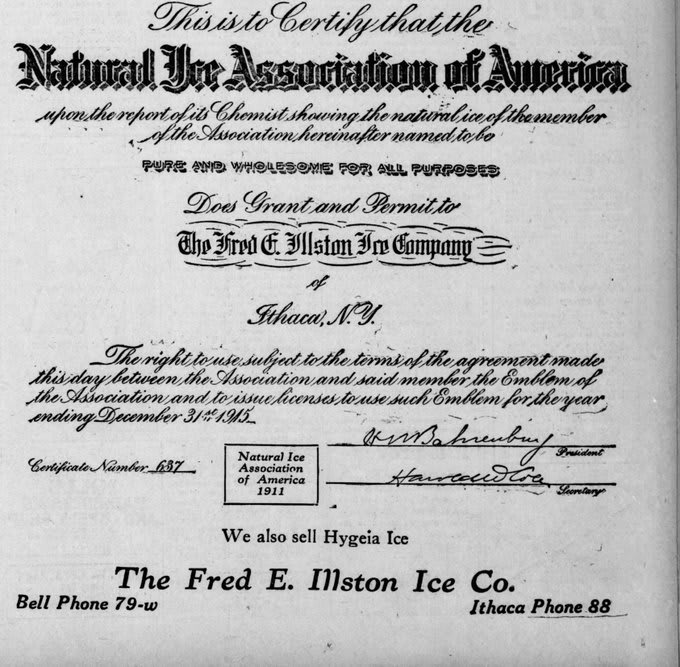 This is to Certify that the
Natural Ice Association of America
upon the report of its Chemist showing the natural ice of the member
of the Association, hereinafter named to be
PURE AND WHOLESOME FOR ALL PURPOSES
Does Grant and Permit to
The Fred E. Illston Ice Company
of
Ithaca, N.Y.
The right to use, subject to the terms of the agreement made
this day between the Association and said member, the Emblem of
the Association and to issue licenses to use such Emblem for the year
ending December 31st 1915
Certificate Number 637
Natural Ice
Association
of America
1911
President
Secretary
We also sell Hygeia Ice
The Fred E. Illston Ice Co.
Bell Phone 79-w
Ithaca Phone 88